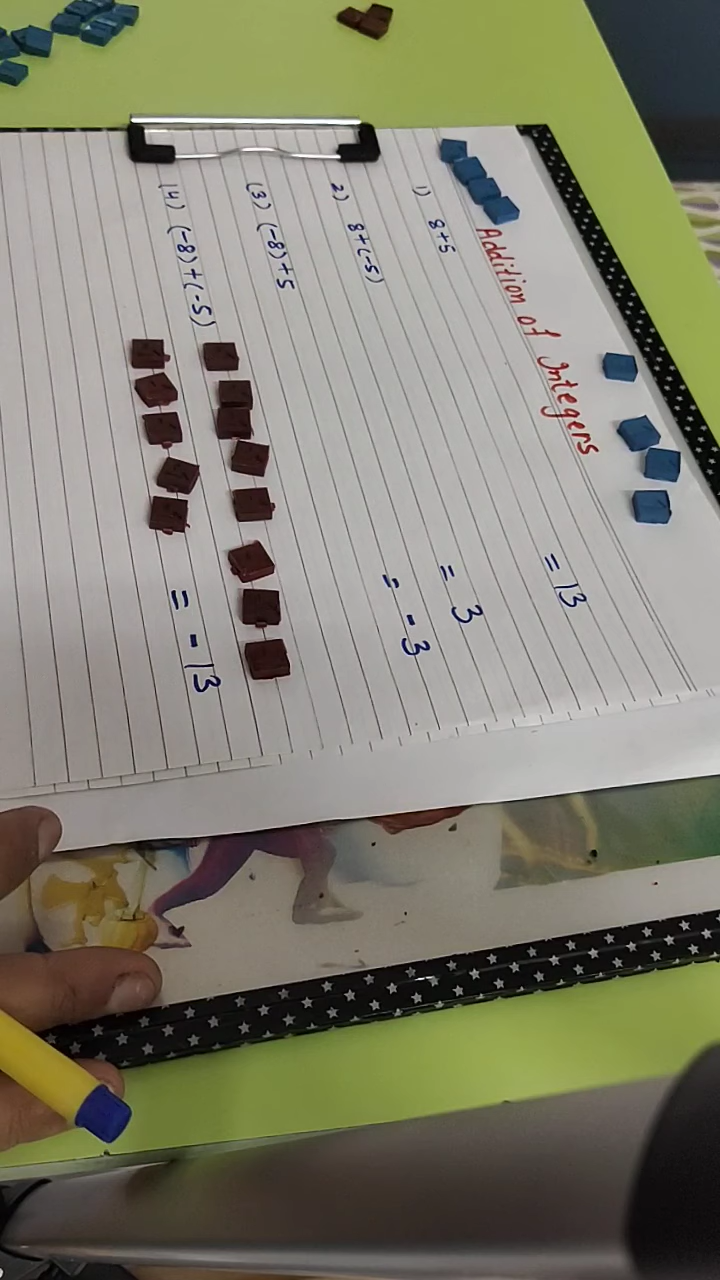 Addition of Integers
1) 8+5 = 13
2) 8+(-5) = 3
(3) (-8)+5 = -3
(4) (-8)+(-5) = -13